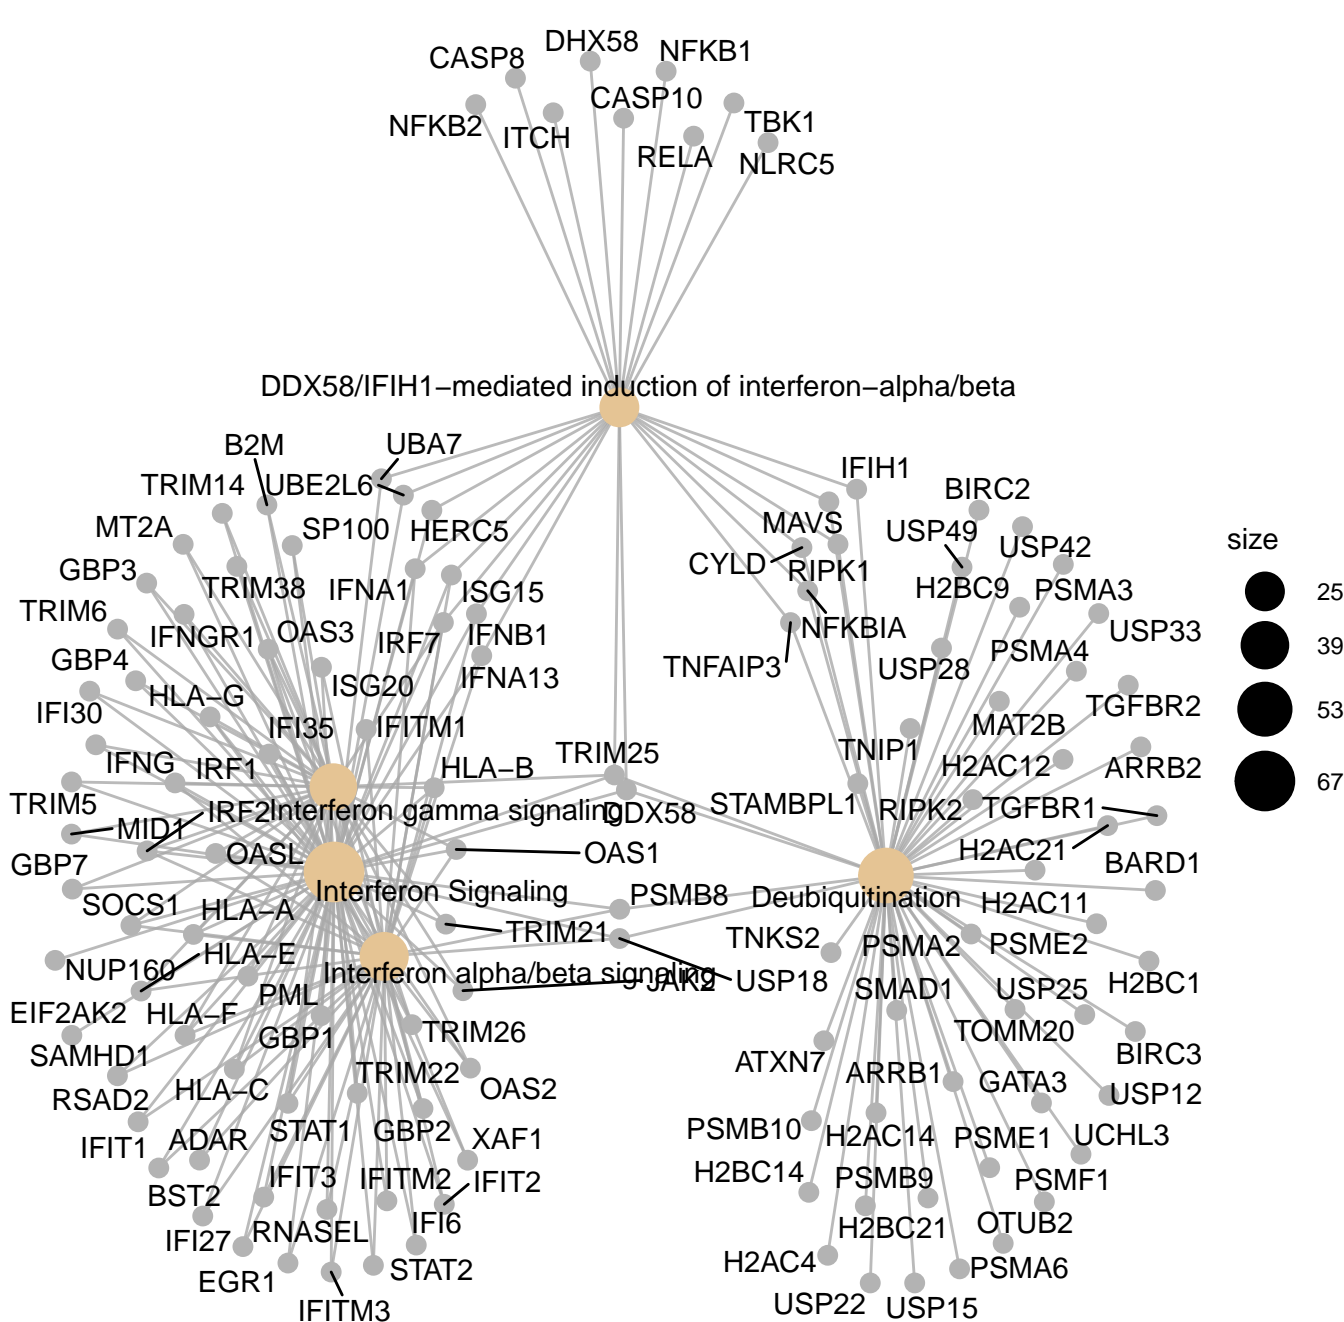 DHX58
NFKB1
CASP8
CASP10
NFKB2
ITCH
TBK1
RELA
NLRC5
DDX58/IFIH1−mediated induction of interferon−alpha/beta
B2M
UBA7
IFIH1
TRIM14
UBE2L6
BIRC2
MT2A
SP100
HERC5
MAVS
USP49
USP42
size
GBP3
TRIM38
IFNA1
ISG15
CYLD
RIPK1
H2BC9
PSMA3
25
TRIM6
IFNGR1
OAS3
IRF7
IFNB1
NFKBIA
USP33
39
GBP4
ISG20
IFNA13
TNFAIP3
USP28
PSMA4
HLA−G
IFI30
IFI35
IFITM1
MAT2B
TGFBR2
53
IFNG
IRF1
HLA−B
TRIM25
TNIP1
H2AC12
ARRB2
67
TRIM5
MID1
IRF2
Interferon gamma signaling
DDX58
STAMBPL1
RIPK2
TGFBR1
GBP7
OASL
OAS1
H2AC21
BARD1
SOCS1
HLA−A
Interferon Signaling
PSMB8
Deubiquitination
H2AC11
TRIM21
TNKS2
PSMA2
PSME2
NUP160
HLA−E
Interferon alpha/beta signaling
JAK2
USP18
SMAD1
USP25
H2BC1
EIF2AK2
HLA−F
PML
GBP1
TRIM26
TOMM20
SAMHD1
ATXN7
BIRC3
RSAD2
HLA−C
TRIM22
OAS2
ARRB1
GATA3
USP12
IFIT1
ADAR
STAT1
GBP2
XAF1
PSMB10
H2AC14
PSME1
UCHL3
BST2
IFIT3
IFITM2
IFIT2
H2BC14
PSMB9
PSMF1
IFI27
RNASEL
IFI6
H2BC21
OTUB2
EGR1
STAT2
H2AC4
PSMA6
IFITM3
USP22
USP15